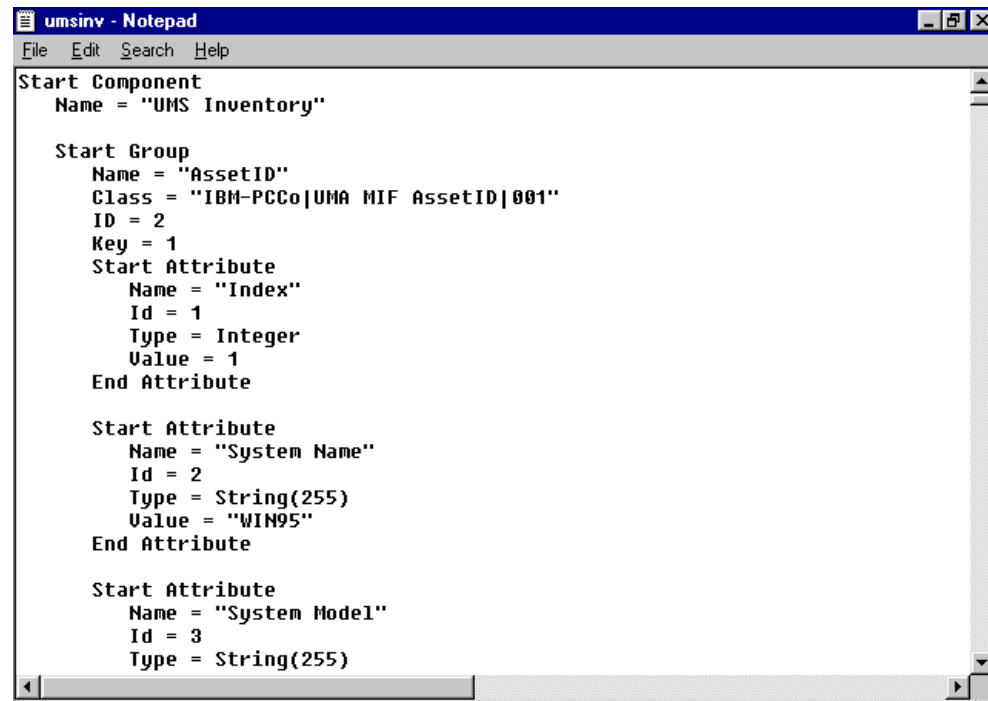 umsinv - Notepad
File Edit Search Help
Start Component
Name = "UMS Inventory"
Start Group
Name = "AssetID"
Class = "IBM-PCCo|UMA MIF AssetID|001"
ID = 2
Key = 1
Start Attribute
Name = "Index"
Id = 1
Type = Integer
Value = 1
End Attribute
Start Attribute
Name = "System Name"
Id = 2
Type = String(255)
Value = "WIN95"
End Attribute
Start Attribute
Name = "System Model"
Id = 3
Type = String(255)